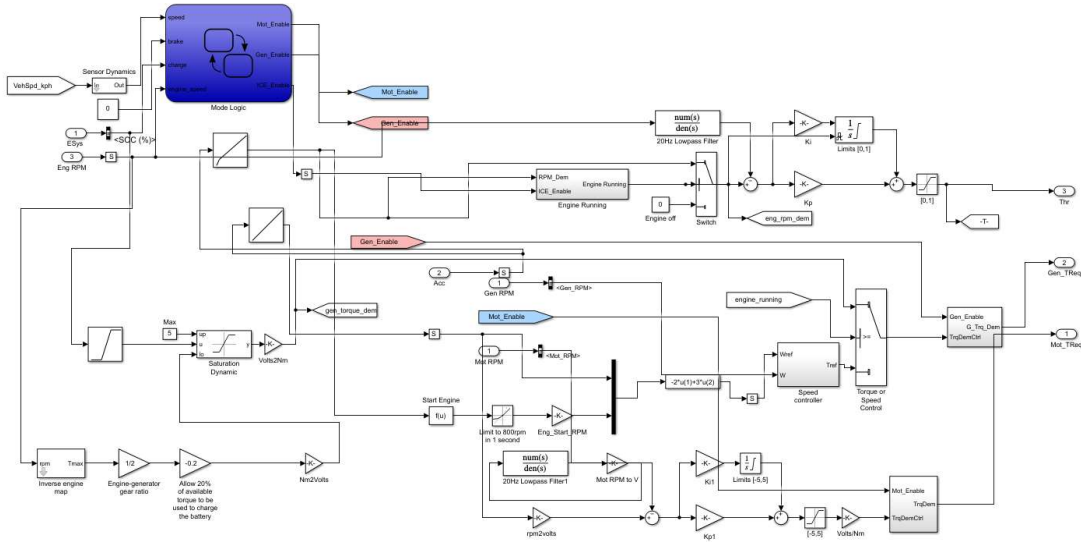 speed
brake
charge
engine_speed
Mot_Enable
Gen_Enable
ICE_Enable
Mode Logic
VehSpd_kph
Sensor Dynamics
In
Out
0
1
ESys
<SOC (%)>
3
Eng RPM
S
Mot_Enable
Gen_Enable
num(s)
den(s)
20Hz Lowpass Filter
-K-
Ki
1
s
Limits [0,1]
-K-
Kp
[0,1]
3
Thr
-T-
S
RPM_Dem
ICE_Enable
Engine Running
Engine Running
0
Engine off
Switch
eng_rpm_dem
Gen_Enable
2
Acc
S
1
Gen RPM
<Gen_RPM>
gen_torque_dem
Mot_Enable
engine_running
>=
Torque or
Speed
Control
Gen_Enable
G_Trq_Dem
TrqDemCtrl
2
Gen_TReq
1
Mot_TReq
Max
5
up
u
lo
y
Saturation
Dynamic
-K-
Volts2Nm
S
1
Mot RPM
<Mot_RPM>
-2*u(1)+3*u(2)
S
Wref
W
Tref
Speed
controller
Start Engine
f(u)
Limit to 800rpm
in 1 second
-K-
Eng_Start_RPM
rpm
Tmax
Inverse engine
map
1/2
Engine-generator
gear ratio
-0.2
Allow 20%
of available
torque to be
used to charge
the battery
-K-
Nm2Volts
num(s)
den(s)
20Hz Lowpass Filter1
-K-
Mot RPM to V
-K-
rpm2volts
-K-
Ki1
1
s
Limits [-5,5]
-K-
Kp1
[-5,5]
-K-
Volts/Nm
Mot_Enable
TrqDem
TrqDemCtrl